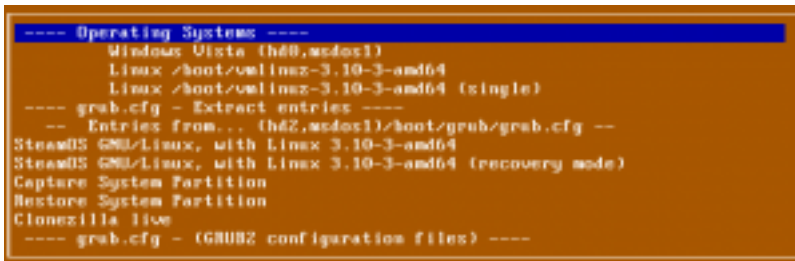 ---- Operating Systems ----
Windows Vista (hd0,msdos1)
Linux /boot/vmlinuz-3.10-3-amd64
Linux /boot/vmlinuz-3.10-3-amd64 (single)
---- grub.cfg - Extract entries ----
-- Entries from... (hd2,msdos1)/boot/grub/grub.cfg --
SteamOS GNU/Linux, with Linux 3.10-3-amd64
SteamOS GNU/Linux, with Linux 3.10-3-amd64 (recovery mode)
Capture System Partition
Restore System Partition
Clonezilla live
---- grub.cfg - (GRUB2 configuration files) ----